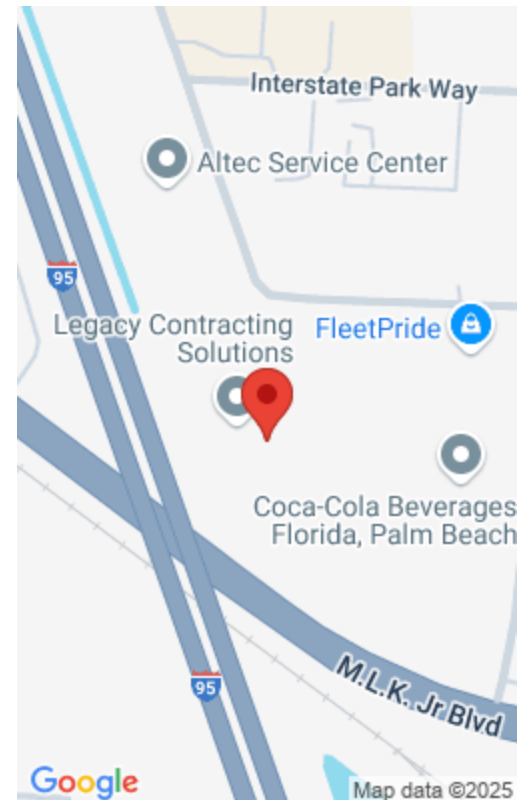 Interstate Park Way
Altec Service Center
95
Legacy Contracting
Solutions
FleetPride
Coca-Cola Beverages
Florida, Palm Beach
M.L.K. Jr Blvd
95
Google
Map data ©2025